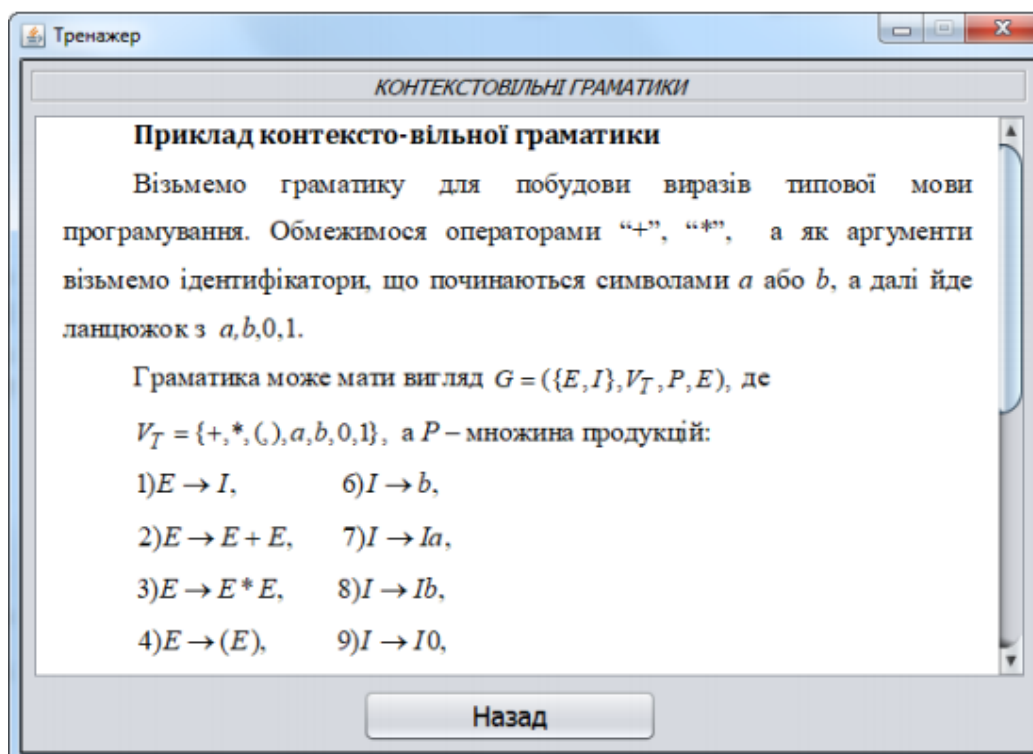 Тренажер
КОНТЕКСТОВІЛЬНІ ГРАМАТИКИ
Приклад контексто-вільної граматики
Візьмемо граматику для побудови виразів типової мови
програмування. Обмежимося операторами “+”, “*”, а як аргументи
візьмемо ідентифікатори, що починаються символами a або b, а далі йде
ланцюжок з a,b,0,1.
Граматика може мати вигляд G = ({E,I},V_T,P,E), де
V_T = {+,*,(,),a,b,0,1}, а P – множина продукцій:
1)E → I, 6)I → b,
2)E → E + E, 7)I → Ia,
3)E → E * E, 8)I → Ib,
4)E → (E), 9)I → I0,
Назад